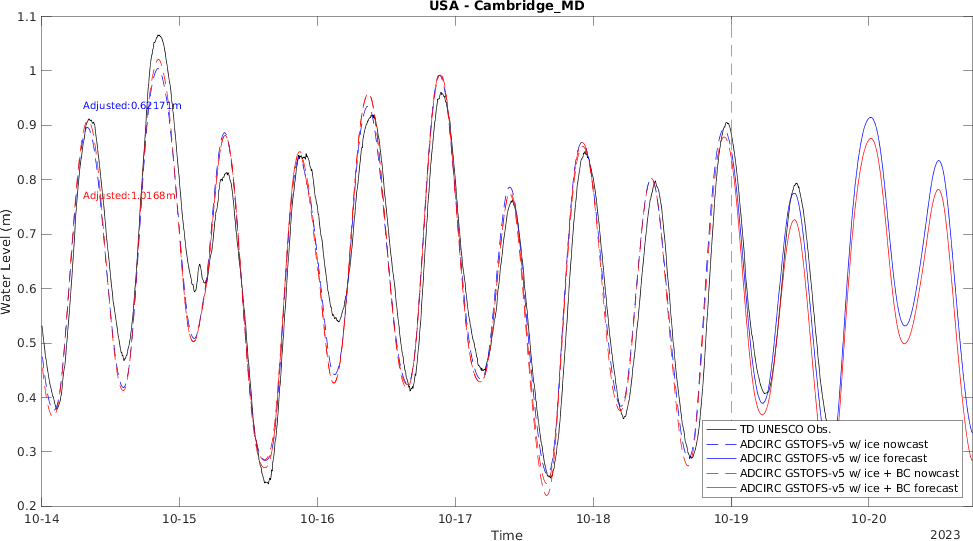 USA - Cambridge_MD
1.1
1
0.9
0.8
0.7
0.6
0.5
0.4
0.3
0.2
Water Level (m)
Adjusted:0.62171m
Adjusted:1.0168m
TD UNESCO Obs.
ADCIRC GSTOFS-v5 w/ ice nowcast
ADCIRC GSTOFS-v5 w/ ice forecast
ADCIRC GSTOFS-v5 w/ ice + BC nowcast
ADCIRC GSTOFS-v5 w/ ice + BC forecast
10-14 10-15 10-16 10-17 10-18 10-19 10-20
Time
2023